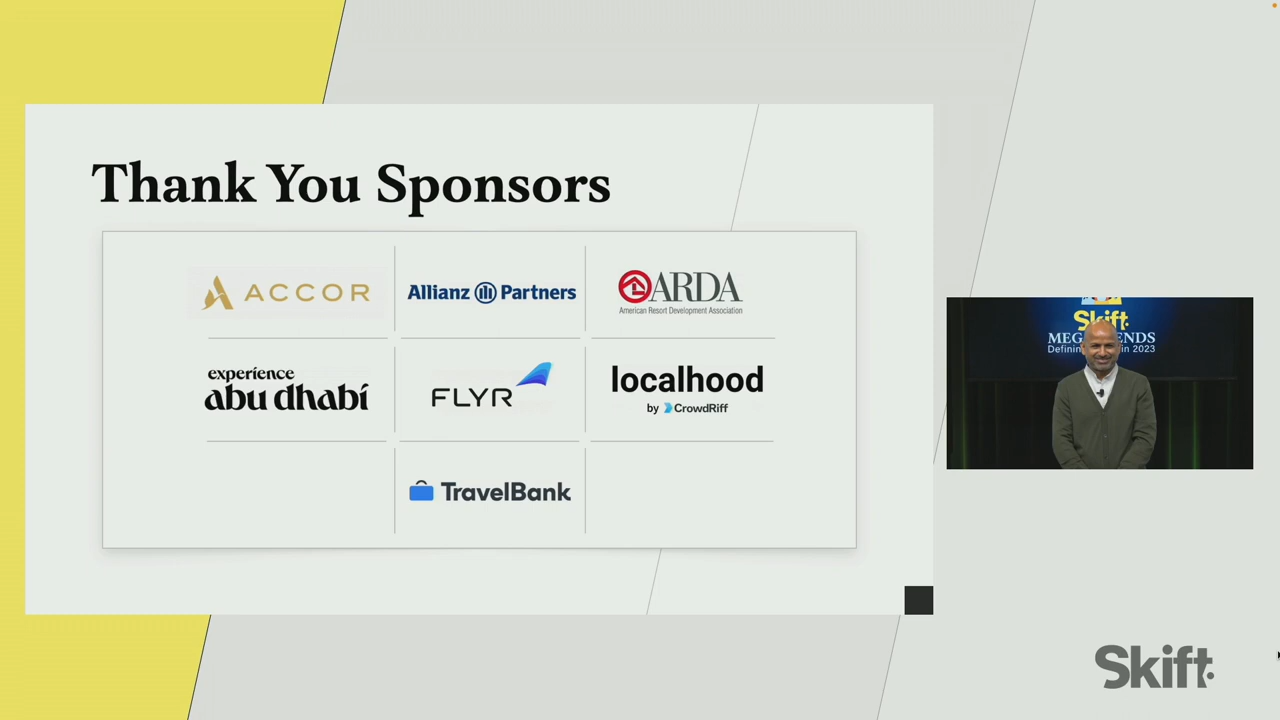 Thank You Sponsors
ACCOR
Allianz Partners
ARDA
American Resort Development Association
experience
abu dhabi
FLYR
localhood
by CrowdRiff
TravelBank
Skift.
MEG ENDS
Defini in 2023
Skift.